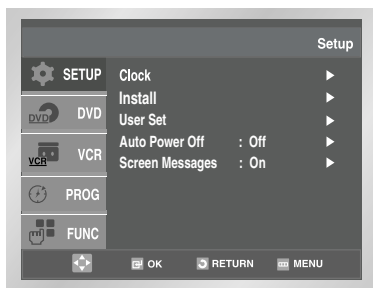 Setup
SETUP
Clock
Install
DVD DVD
User Set
Auto Power Off : Off
VCR VCR
Screen Messages : On
PROG
FUNC
OK RETURN MENU